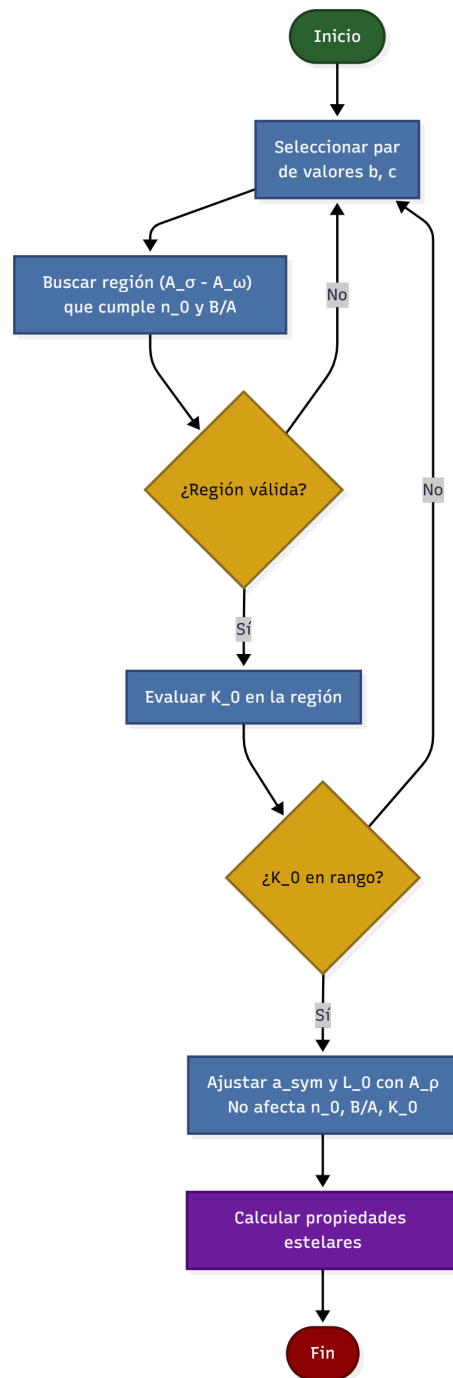 Inicio
Seleccionar par
de valores b, c
Buscar región (A_σ - A_ω)
que cumple n_0 y B/A
No
¿Región válida?
No
Sí
Evaluar K_0 en la región
¿K_0 en rango?
Sí
Ajustar a_sym y L_0 con A_ρ
No afecta n_0, B/A, K_0
Calcular propiedades
estelares
Fin